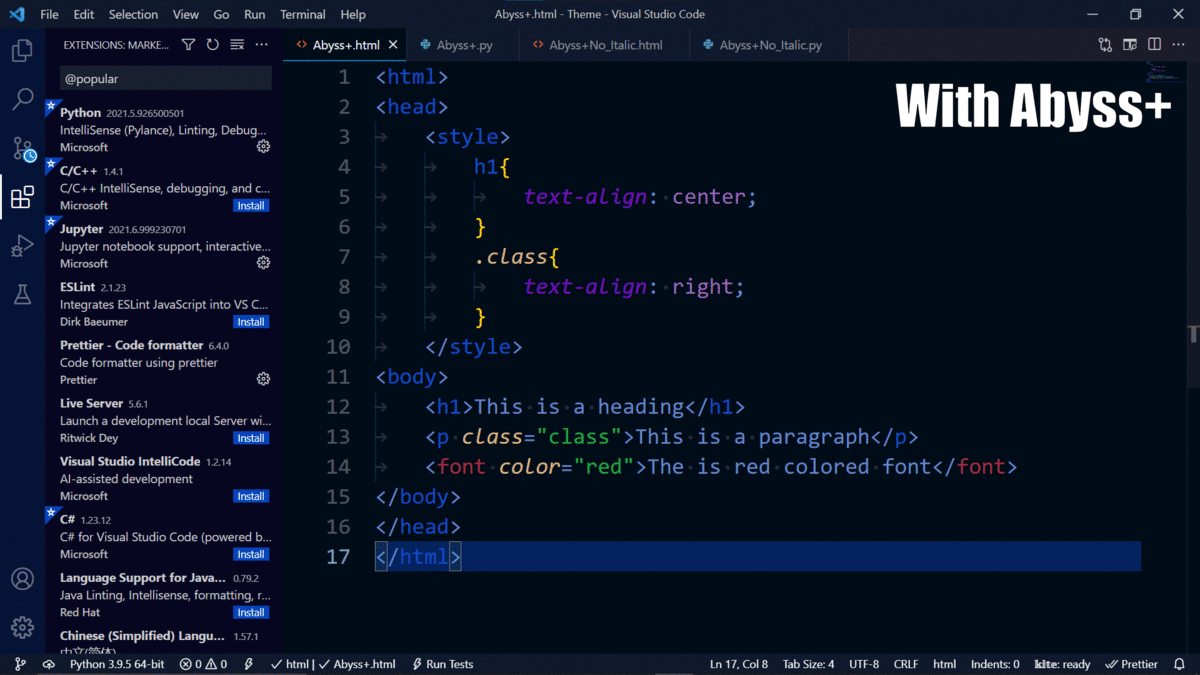 File Edit Selection View Go Run Terminal Help Abyss+.html - Theme - Visual Studio Code
EXTENSIONS: MARKE...
Abyss+.html Abyss+.py Abyss+No_Italic.html Abyss+No_Italic.py
@popular
Python 2021.5.926500501
IntelliSense (Pylance), Linting, Debug...
Microsoft
C/C++ 1.4.1
C/C++ IntelliSense, debugging, and c...
Microsoft Install
Jupyter 2021.6.999230701
Jupyter notebook support, interactive...
Microsoft
ESLint 2.1.23
Integrates ESLint JavaScript into VS C...
Dirk Baeumer Install
Prettier - Code formatter 6.4.0
Code formatter using prettier
Prettier
Live Server 5.6.1
Launch a development local Server wi...
Ritwick Dey Install
Visual Studio IntelliCode 1.2.14
AI-assisted development
Microsoft Install
C# 1.23.12
C# for Visual Studio Code (powered b...
Microsoft Install
Language Support for Java... 0.79.2
Java Linting, Intellisense, formatting, r...
Red Hat Install
Chinese (Simplified) Langu... 1.57.1
中文(简体)
With Abyss+
1 <html>
2 <head>
3 <style>
4 h1{
5 text-align: center;
6 }
7 .class{
8 text-align: right;
9 }
10 </style>
11 <body>
12 <h1>This is a heading</h1>
13 <p class="class">This is a paragraph</p>
14 <font color="red">The is red colored font</font>
15 </body>
16 </head>
17 </html>
Python 3.9.5 64-bit 0 0 html | Abyss+.html Run Tests Ln 17, Col 8 Tab Size: 4 UTF-8 CRLF html Indents: 0 kite: ready Prettier